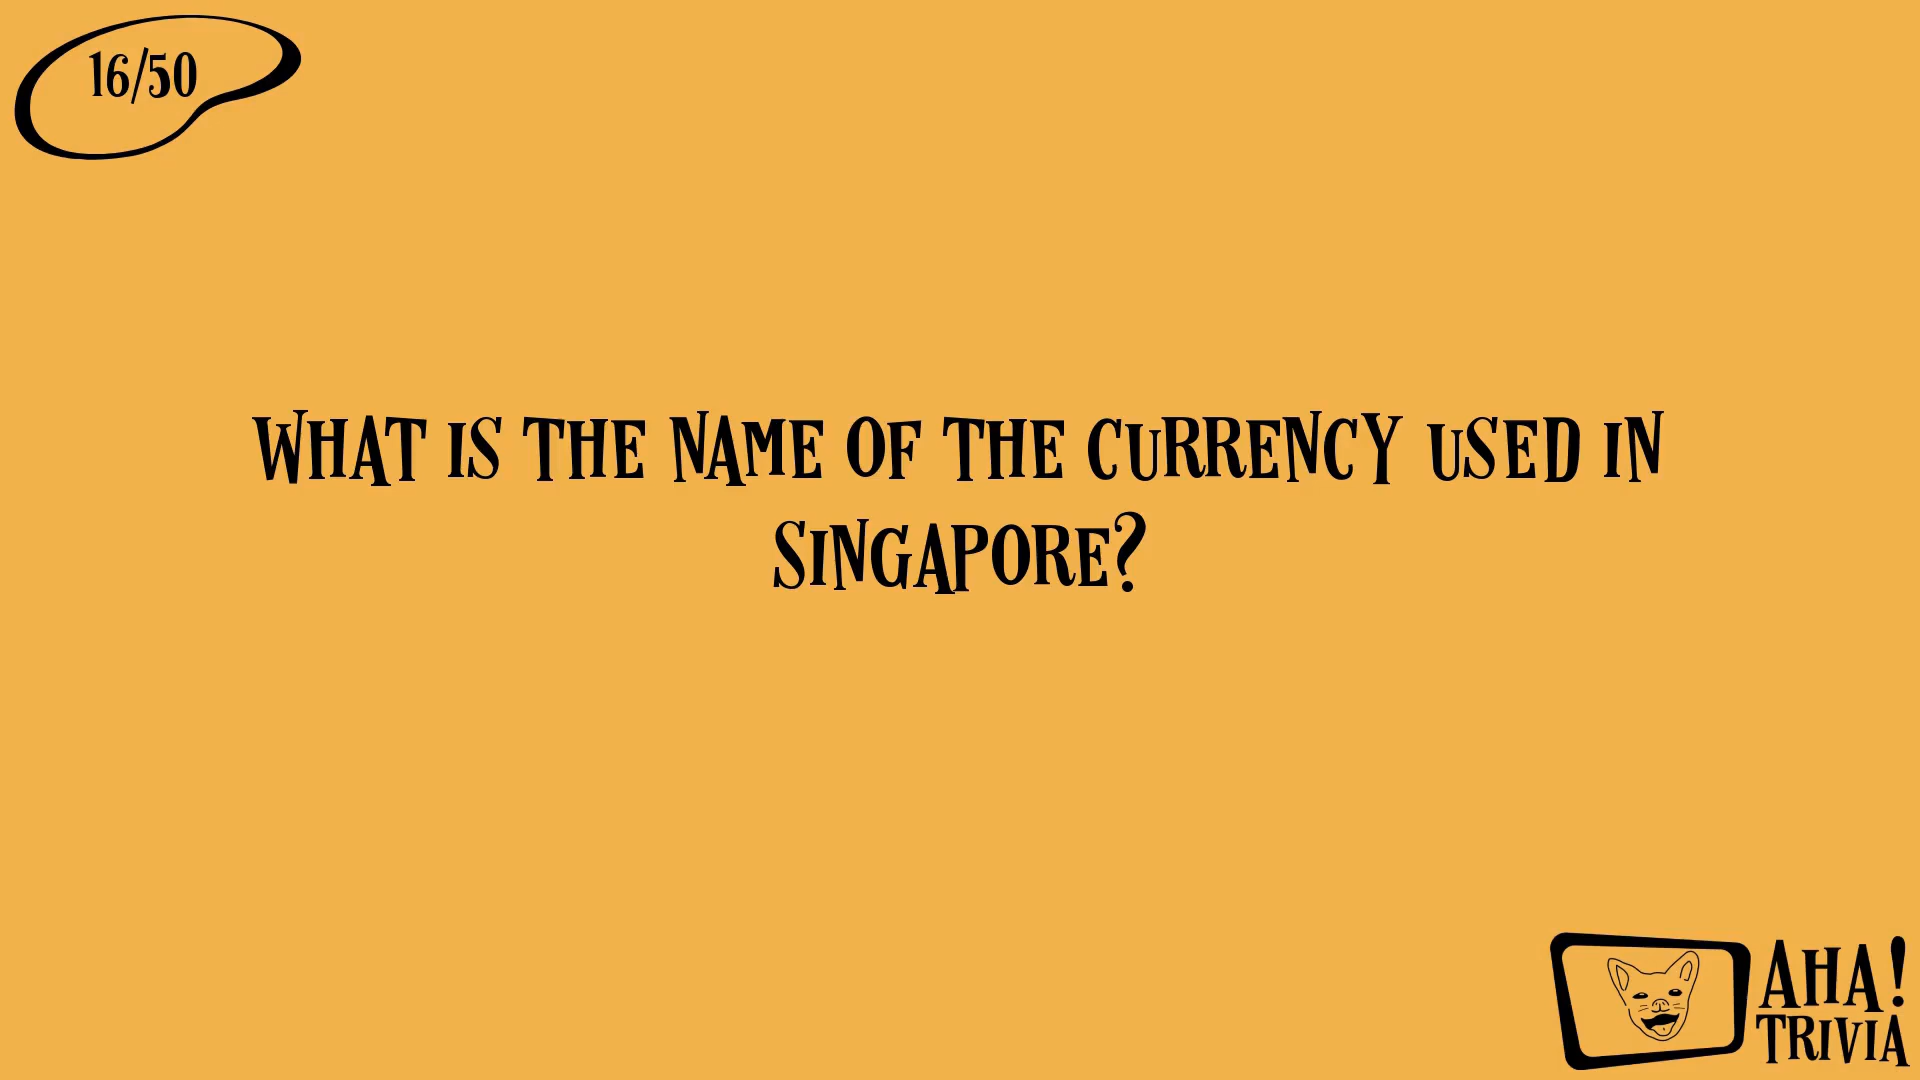 16/50
What is the name of the currency used in
Singapore?
AHA!
TRIVIA